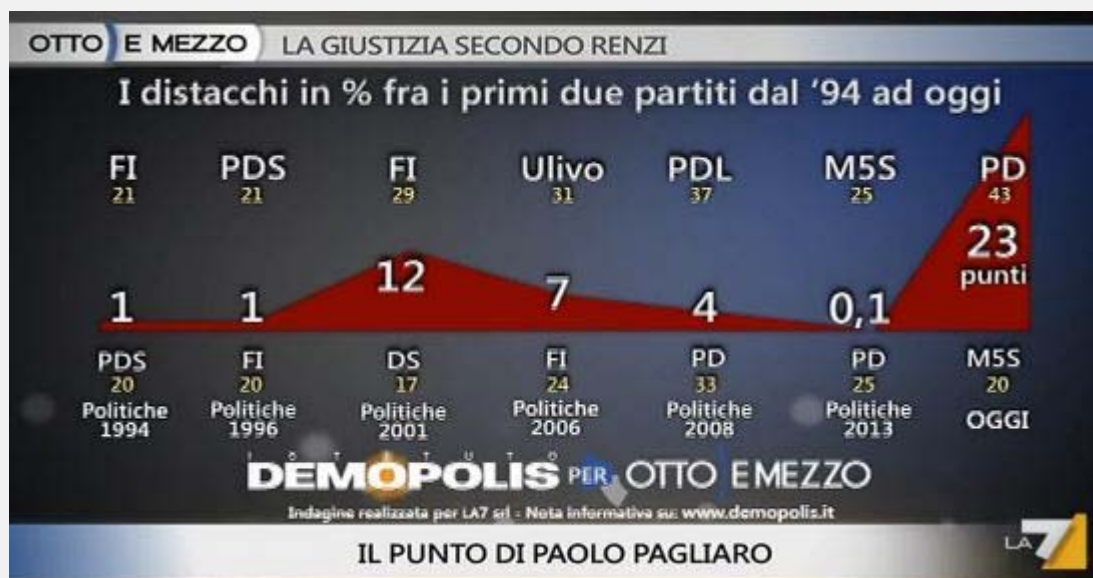 OTTO E MEZZO LA GIUSTIZIA SECONDO RENZI
I distacchi in % fra i primi due partiti dal '94 ad oggi
FI PDS FI Ulivo PDL M5S PD
21 21 29 31 37 25 43
1 1 12 7 4 0,1 23
punti
PDS FI DS FI PD PD M5S
20 20 17 24 33 25 20
Politiche Politiche Politiche Politiche Politiche Politiche OGGI
1994 1996 2001 2006 2008 2013
ISTITUTO
DEMOPOLIS PER OTTO E MEZZO
Indagine realizzata per LA7 srl - Nota informativa su: www.demopolis.it
IL PUNTO DI PAOLO PAGLIARO
LA7